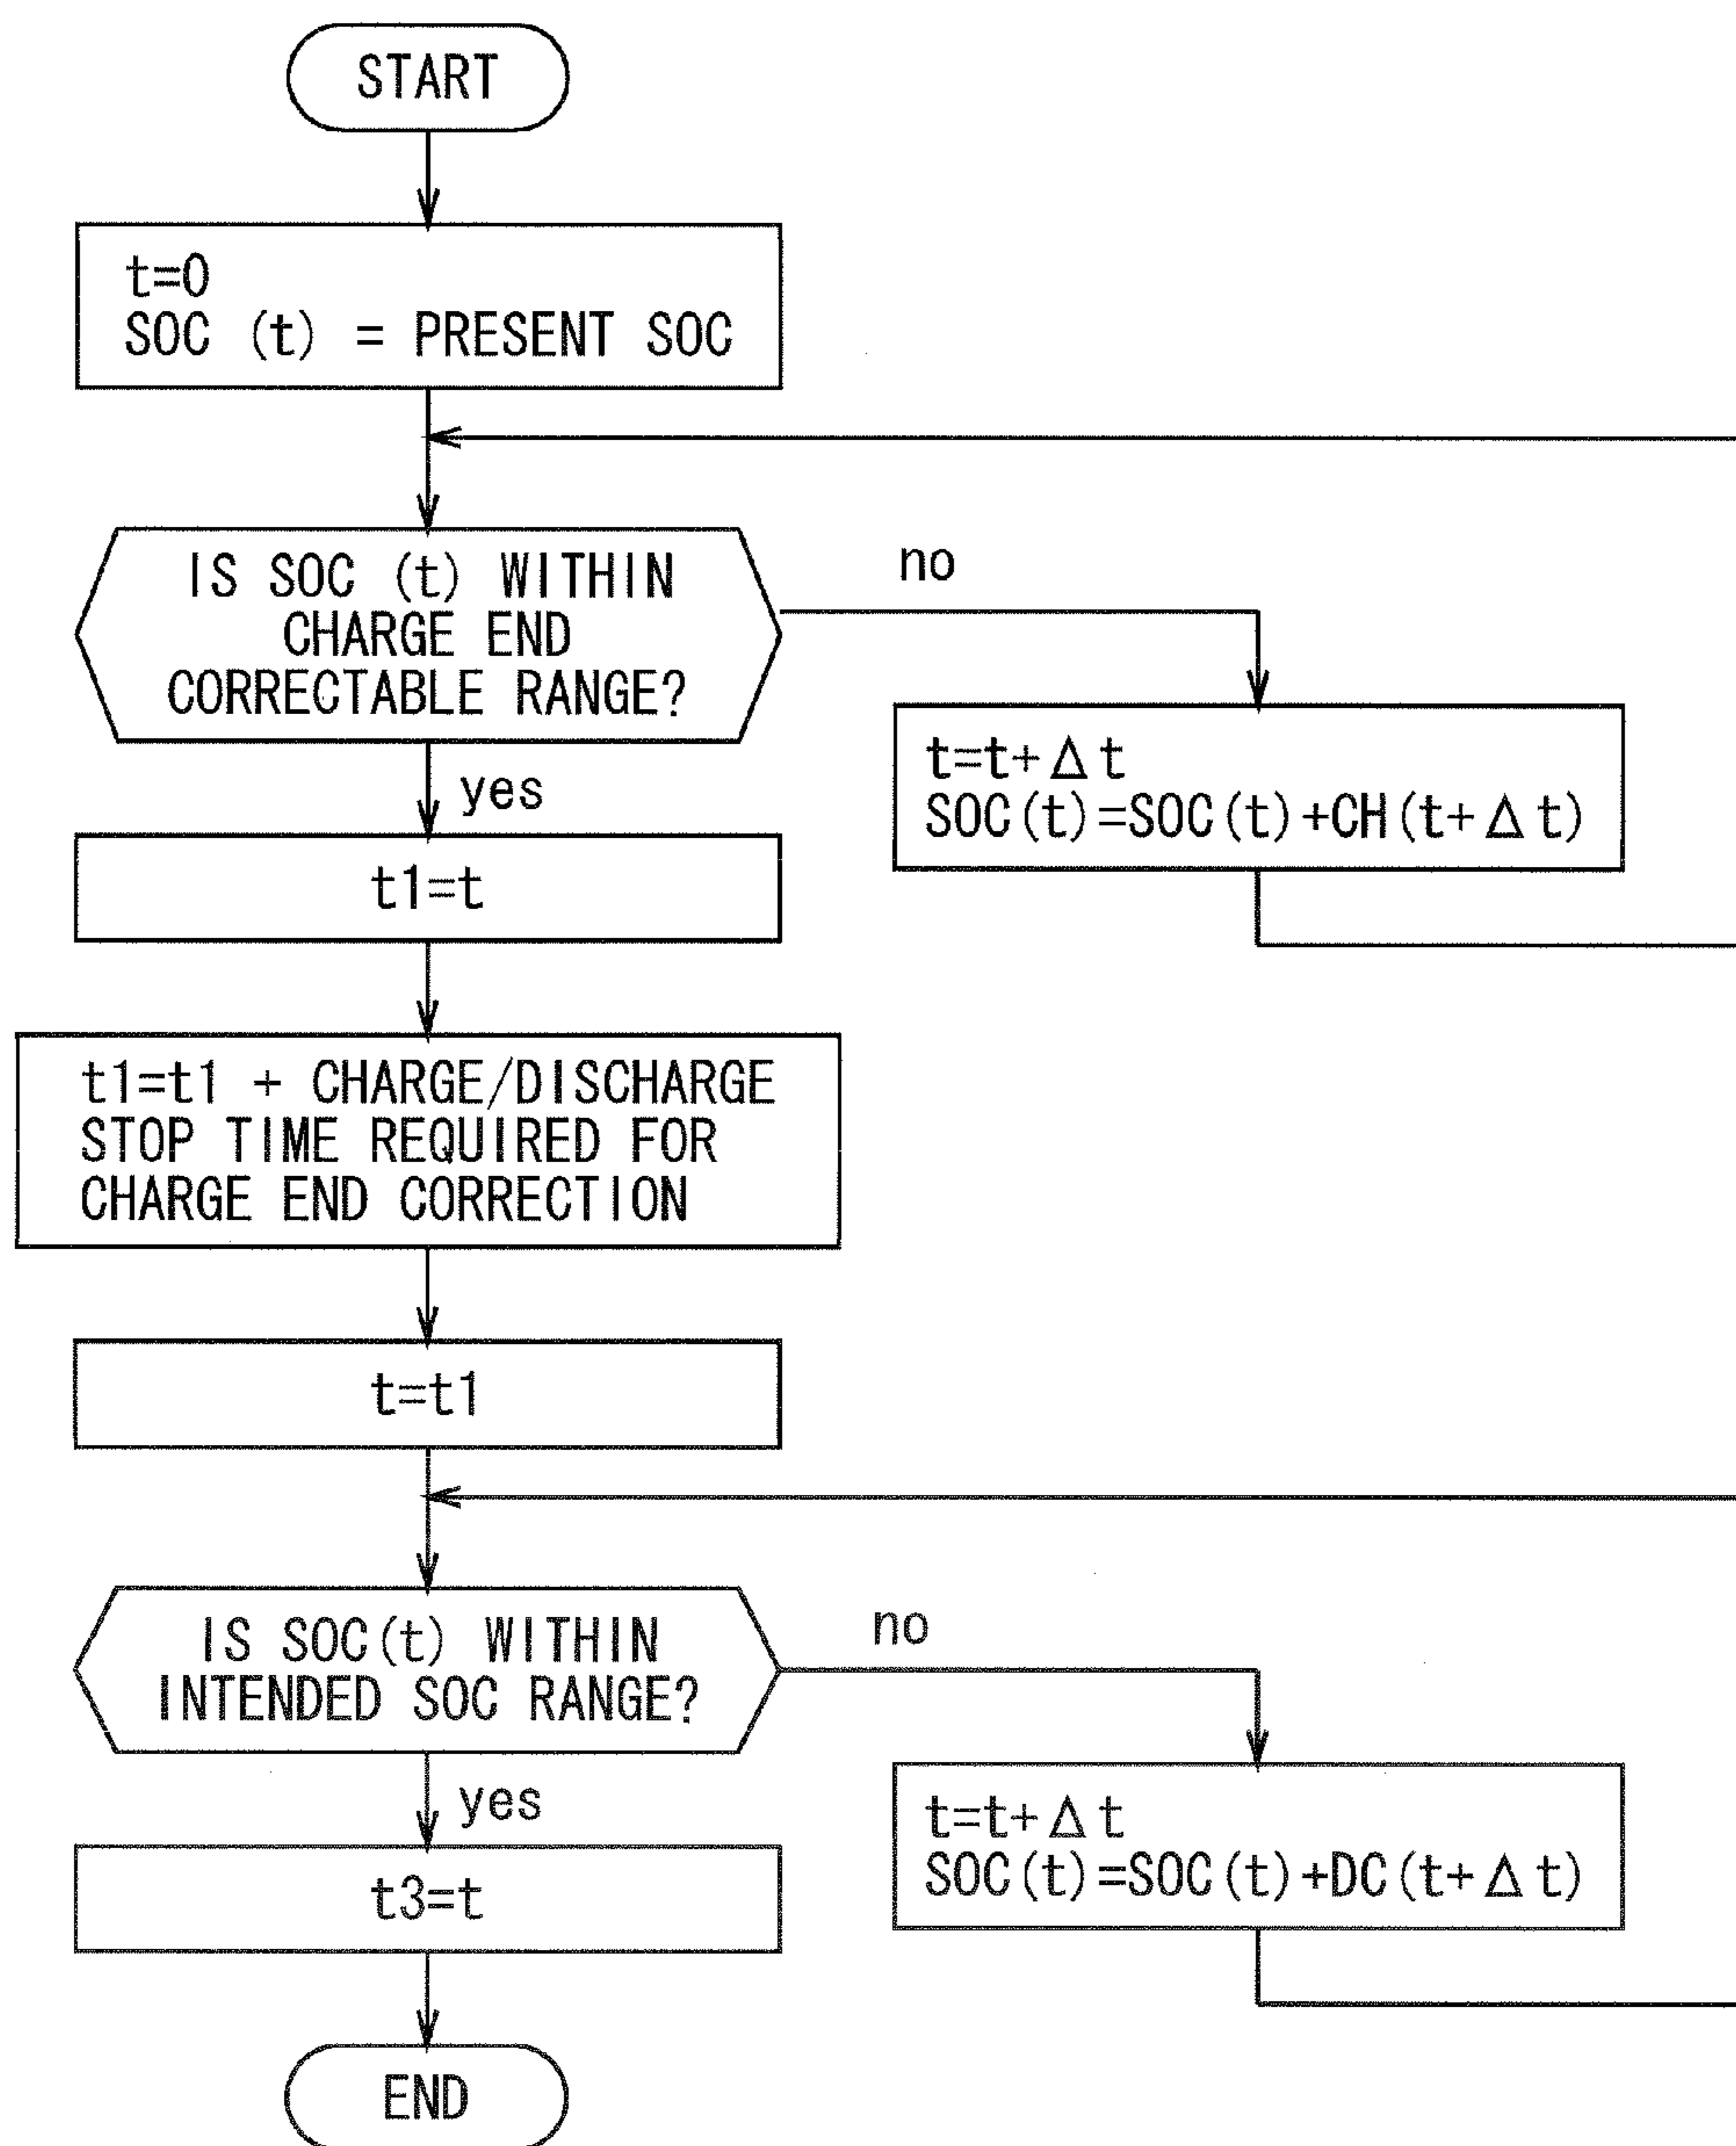 START
t=0
SOC (t) = PRESENT SOC
IS SOC (t) WITHIN
CHARGE END
CORRECTABLE RANGE?
no
t=t+Δt
SOC(t)=SOC(t)+CH(t+Δt)
yes
t1=t
t1=t1 + CHARGE/DISCHARGE
STOP TIME REQUIRED FOR
CHARGE END CORRECTION
t=t1
IS SOC(t) WITHIN
INTENDED SOC RANGE?
no
t=t+Δt
SOC(t)=SOC(t)+DC(t+Δt)
yes
t3=t
END